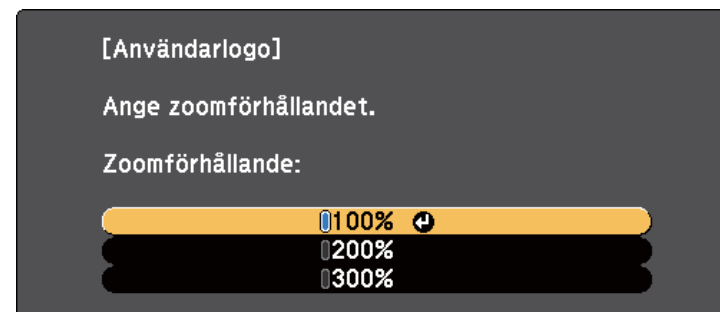 [Användarlogo]
Ange zoomförhållandet.
Zoomförhållande:
100%
200%
300%